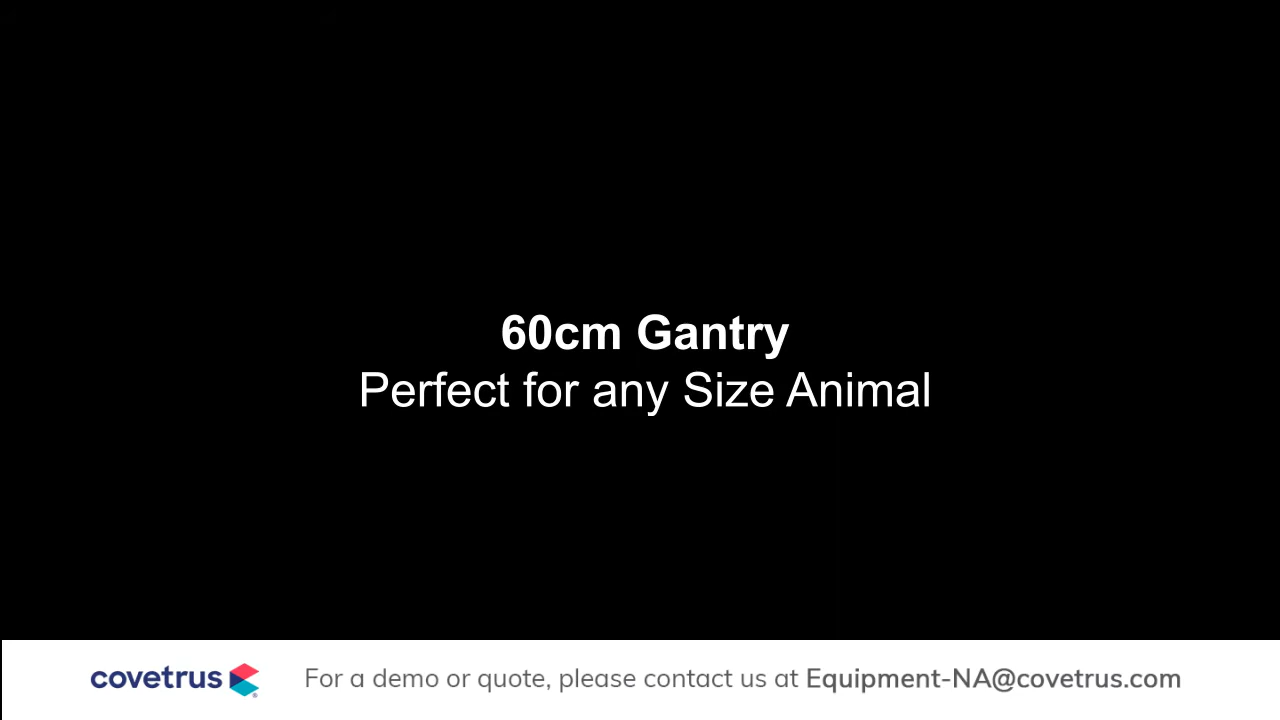 60cm Gantry
Perfect for any Size Animal
covetrus
For a demo or quote, please contact us at Equipment-NA@covetrus.com